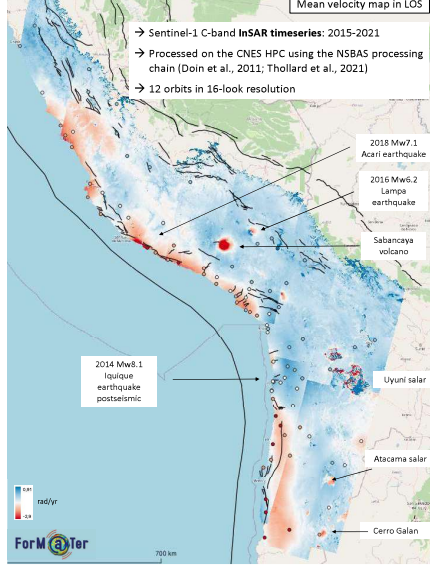 Mean velocity map in LOS
→ Sentinel-1 C-band InSAR timeseries: 2015-2021
→ Processed on the CNES HPC using the NSBAS processing
chain (Doin et al., 2011; Thollard et al., 2021)
→ 12 orbits in 16-look resolution
2018 Mw7.1
Acari earthquake
2016 Mw6.2
Lampa
earthquake
Sabancaya
volcano
2014 Mw8.1
Iquique
earthquake
postseismic
Uyuni salar
Atacama salar
rad/yr
Cerro Galan
ForM@Ter
700 km